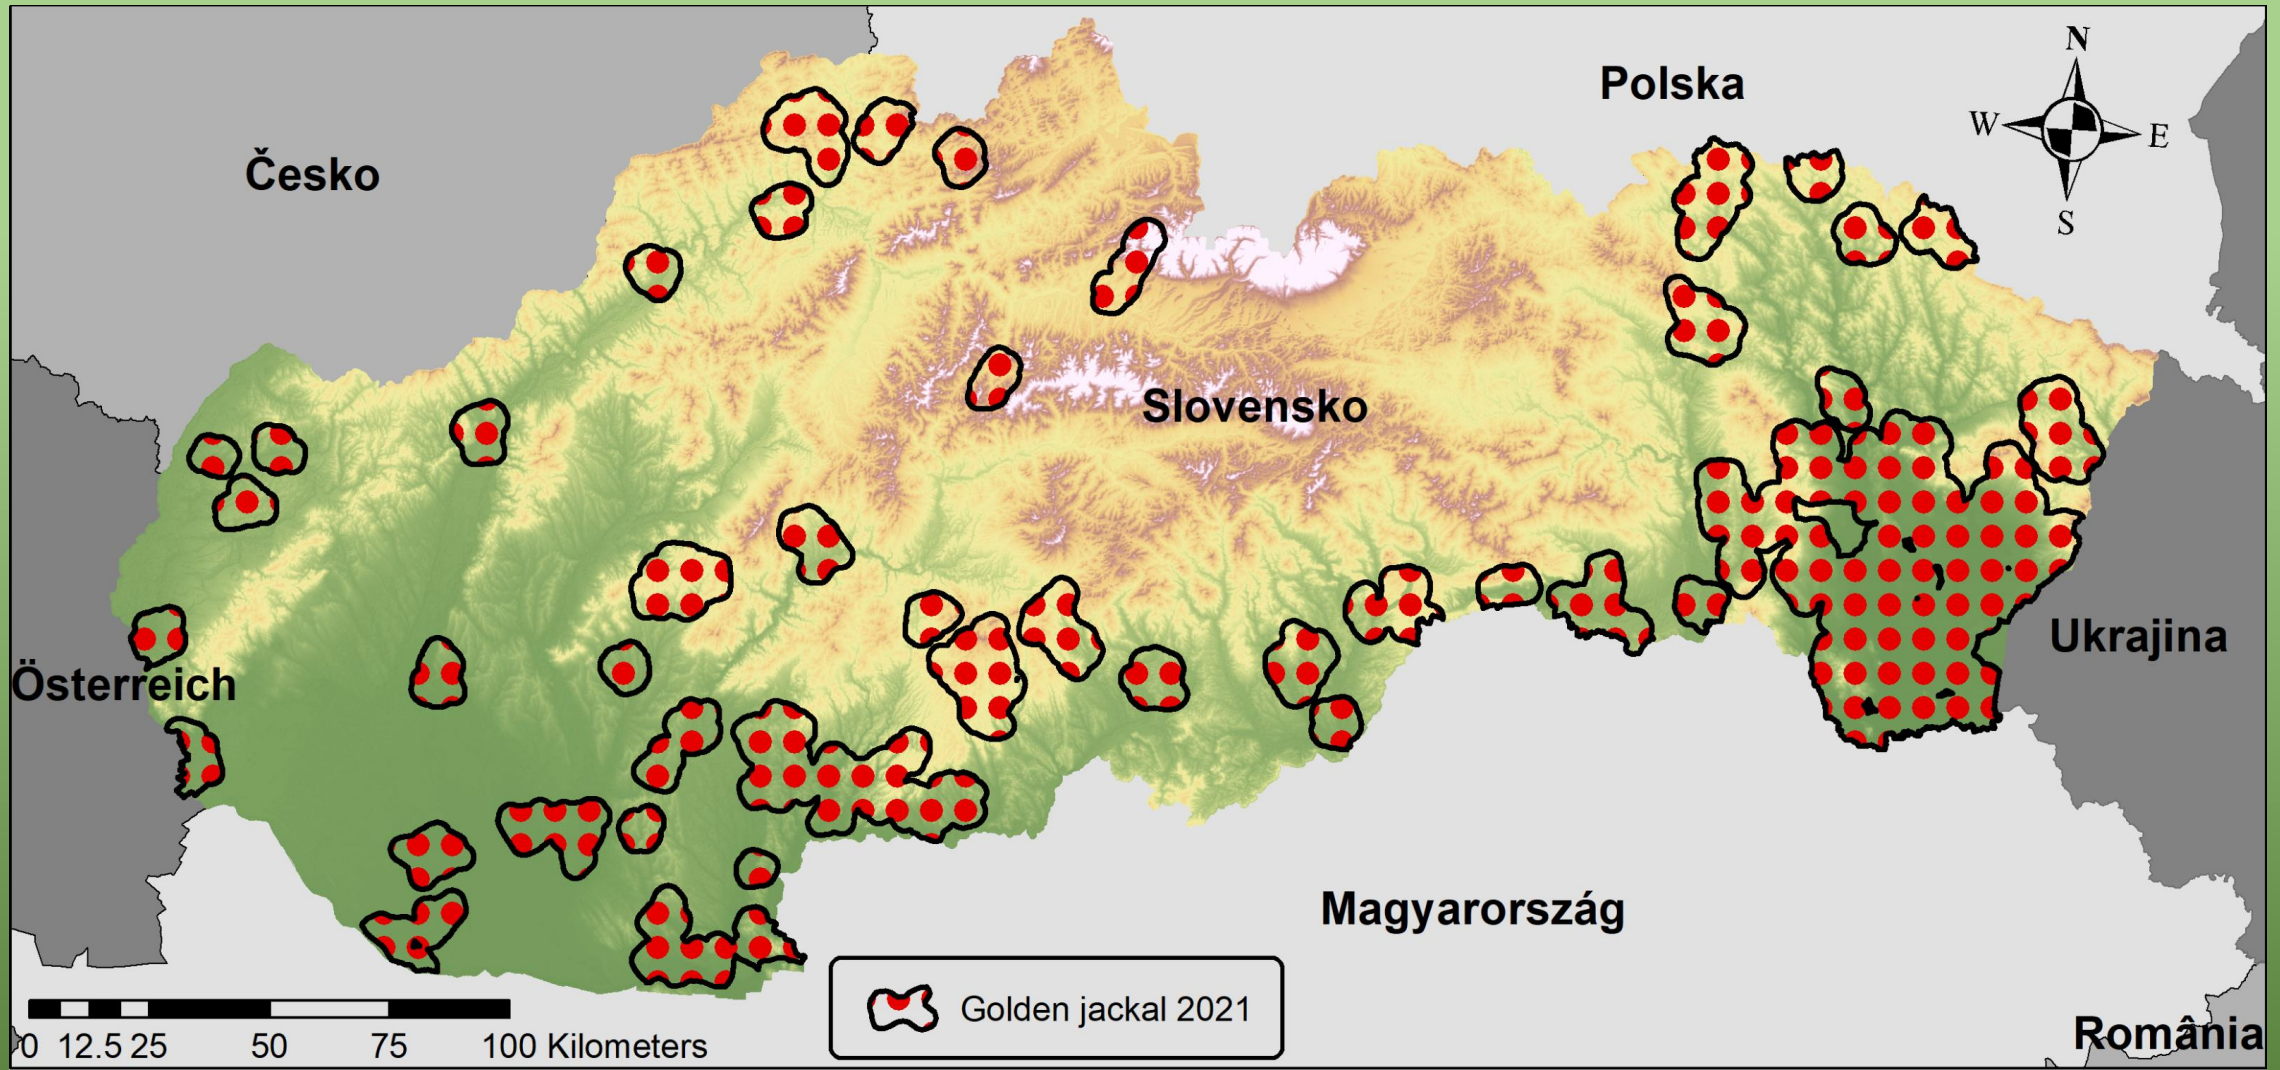 N
Polska
W
E
Česko
S
Slovensko
Ukrajina
Österreich
Magyarország
Golden jackal 2021
România
0 12.5 25 50 75 100 Kilometers